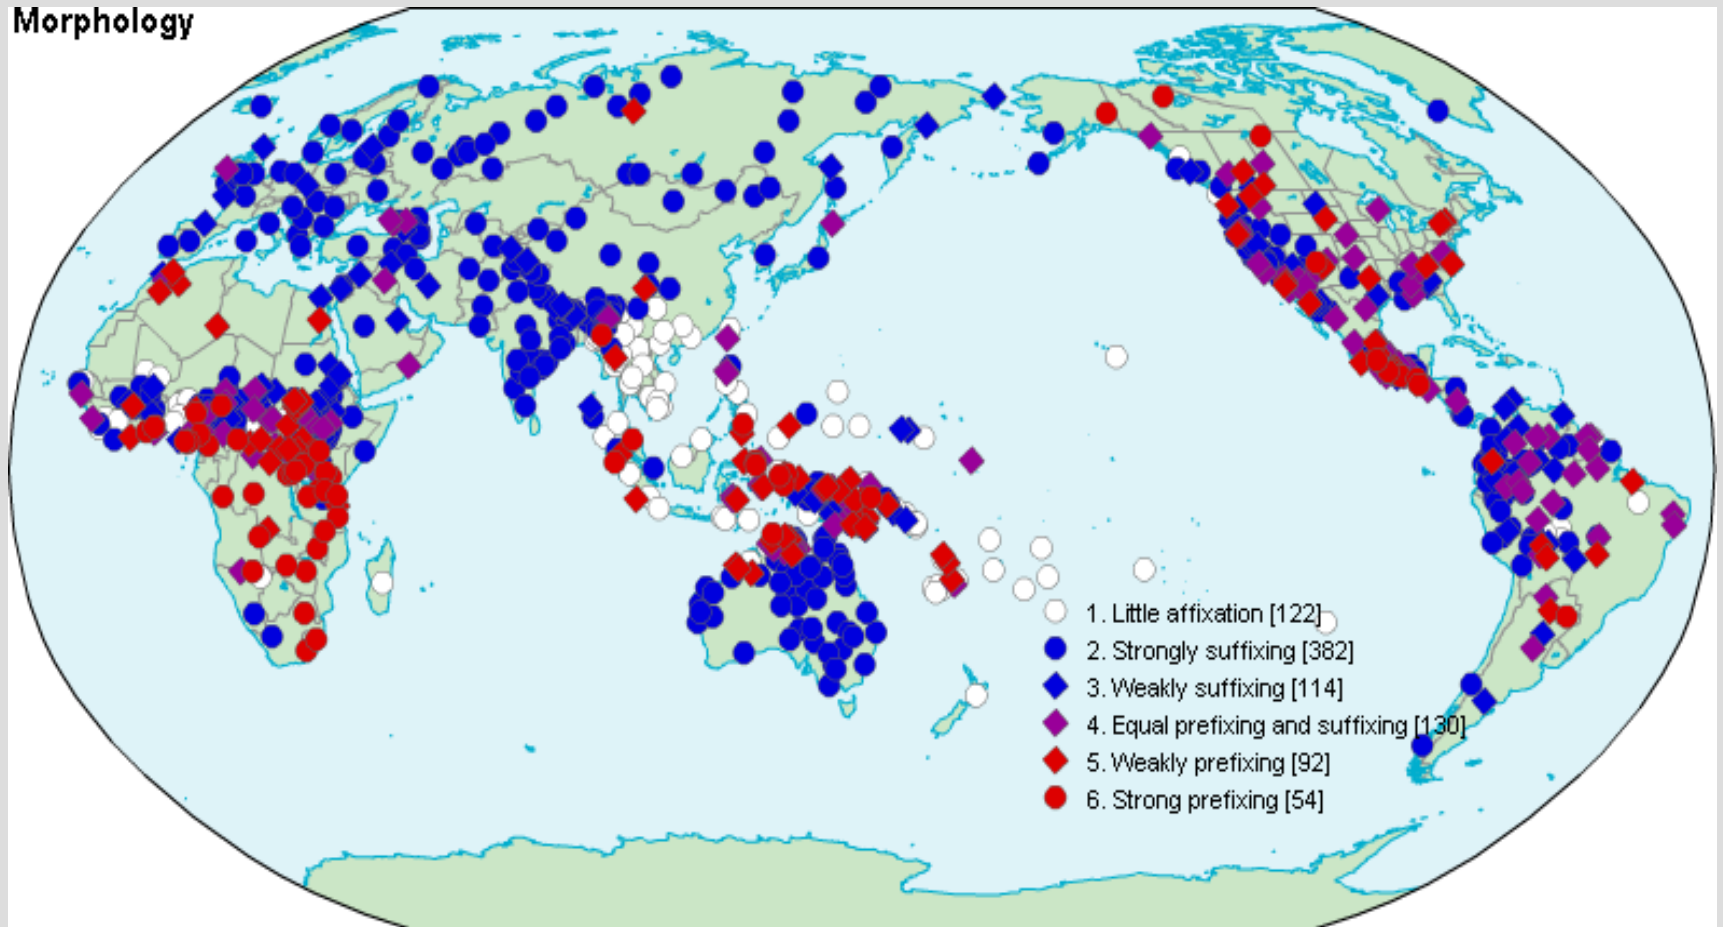 Morphology
1. Little affixation [122]
2. Strongly suffixing [382]
3. Weakly suffixing [114]
4. Equal prefixing and suffixing [130]
5. Weakly prefixing [92]
6. Strong prefixing [54]